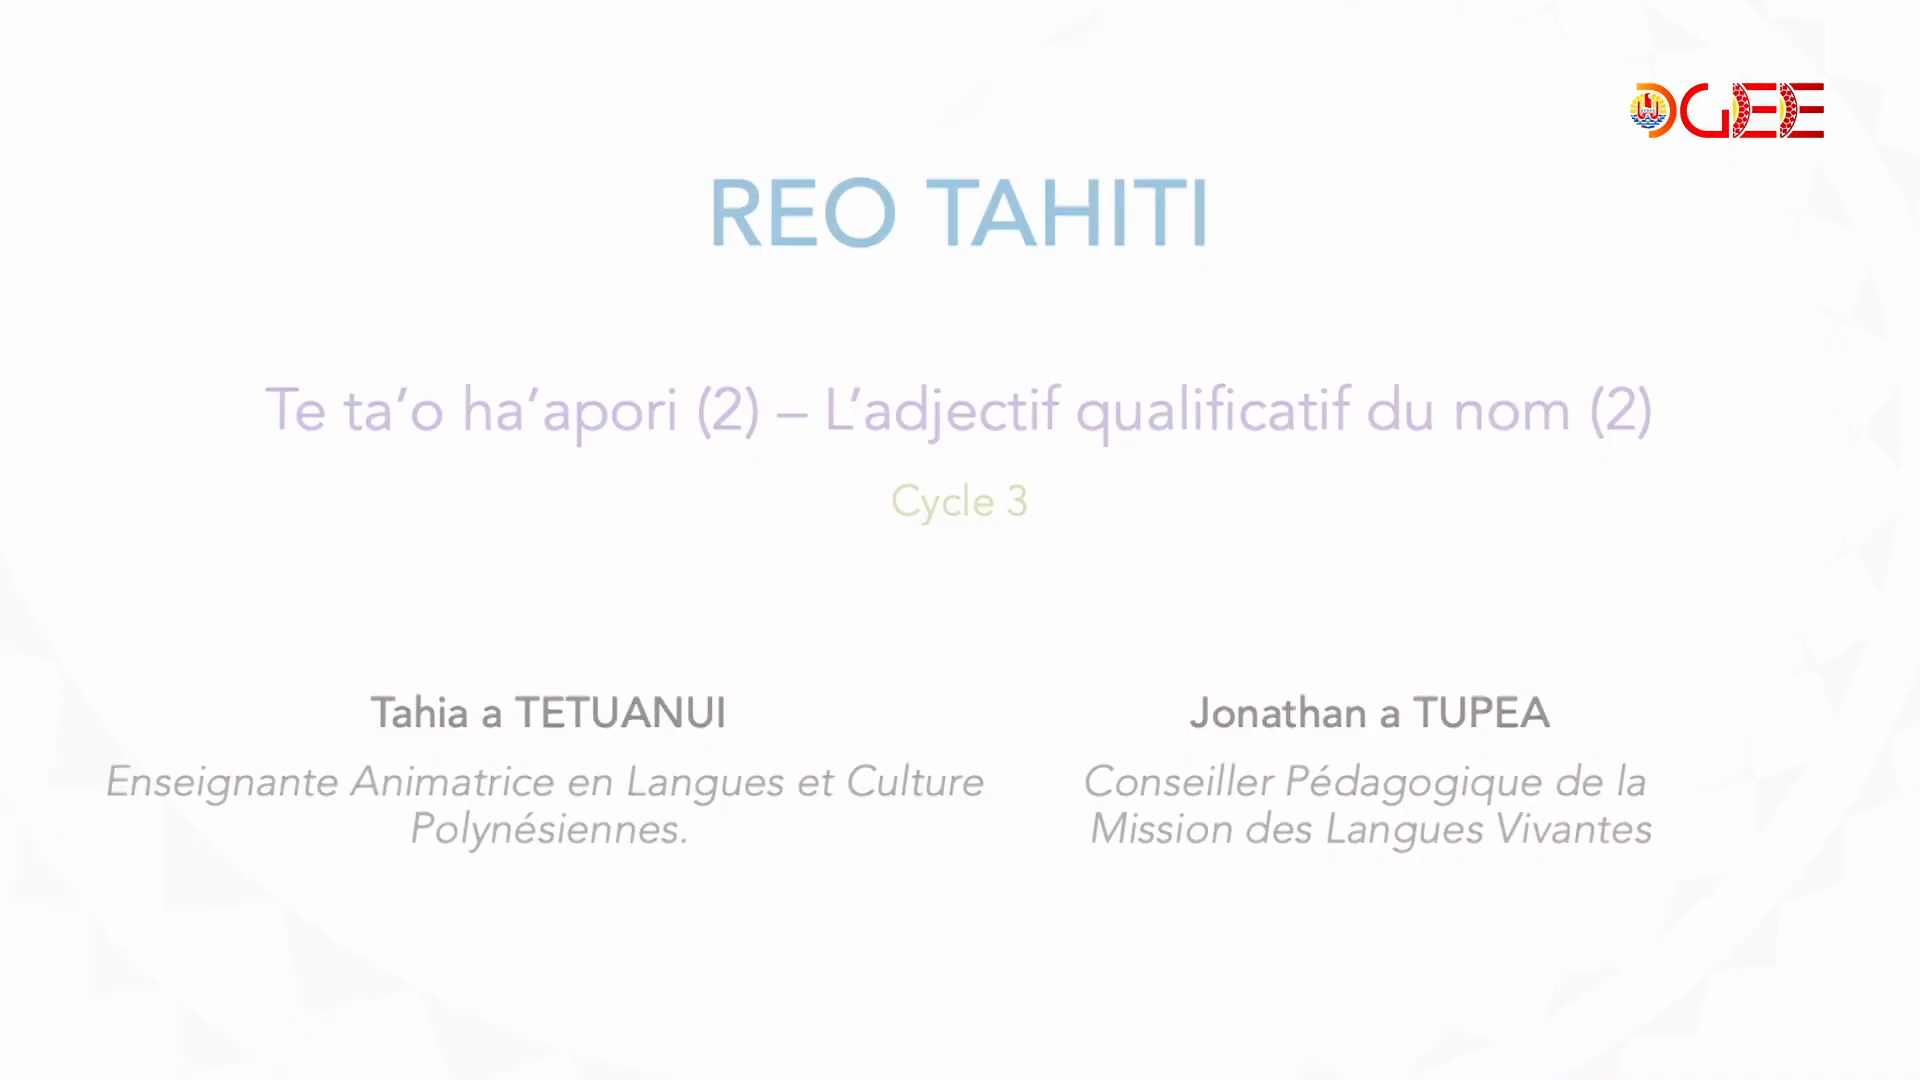 DGEE
REO TAHITI
Te ta’o ha’apori (2) – L’adjectif qualificatif du nom (2)
Cycle 3
Tahia a TETUANUI
Enseignante Animatrice en Langues et Culture
Polynésiennes.
Jonathan a TUPEA
Conseiller Pédagogique de la
Mission des Langues Vivantes